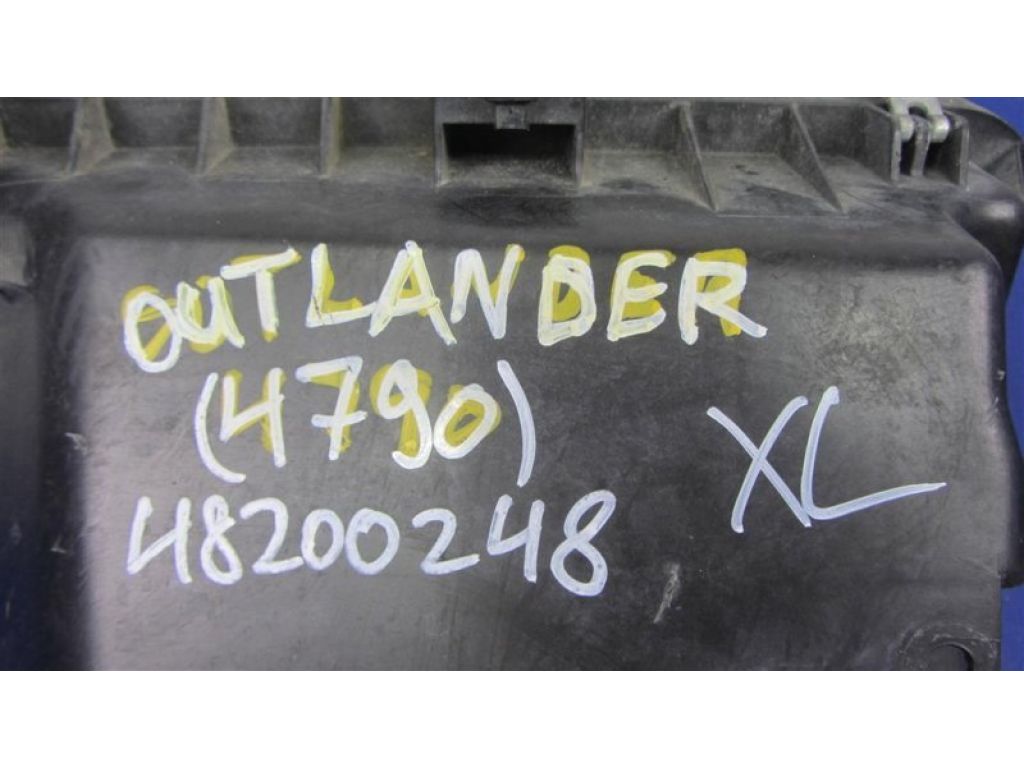 OUTLANDER
(4790)
XL
48200248